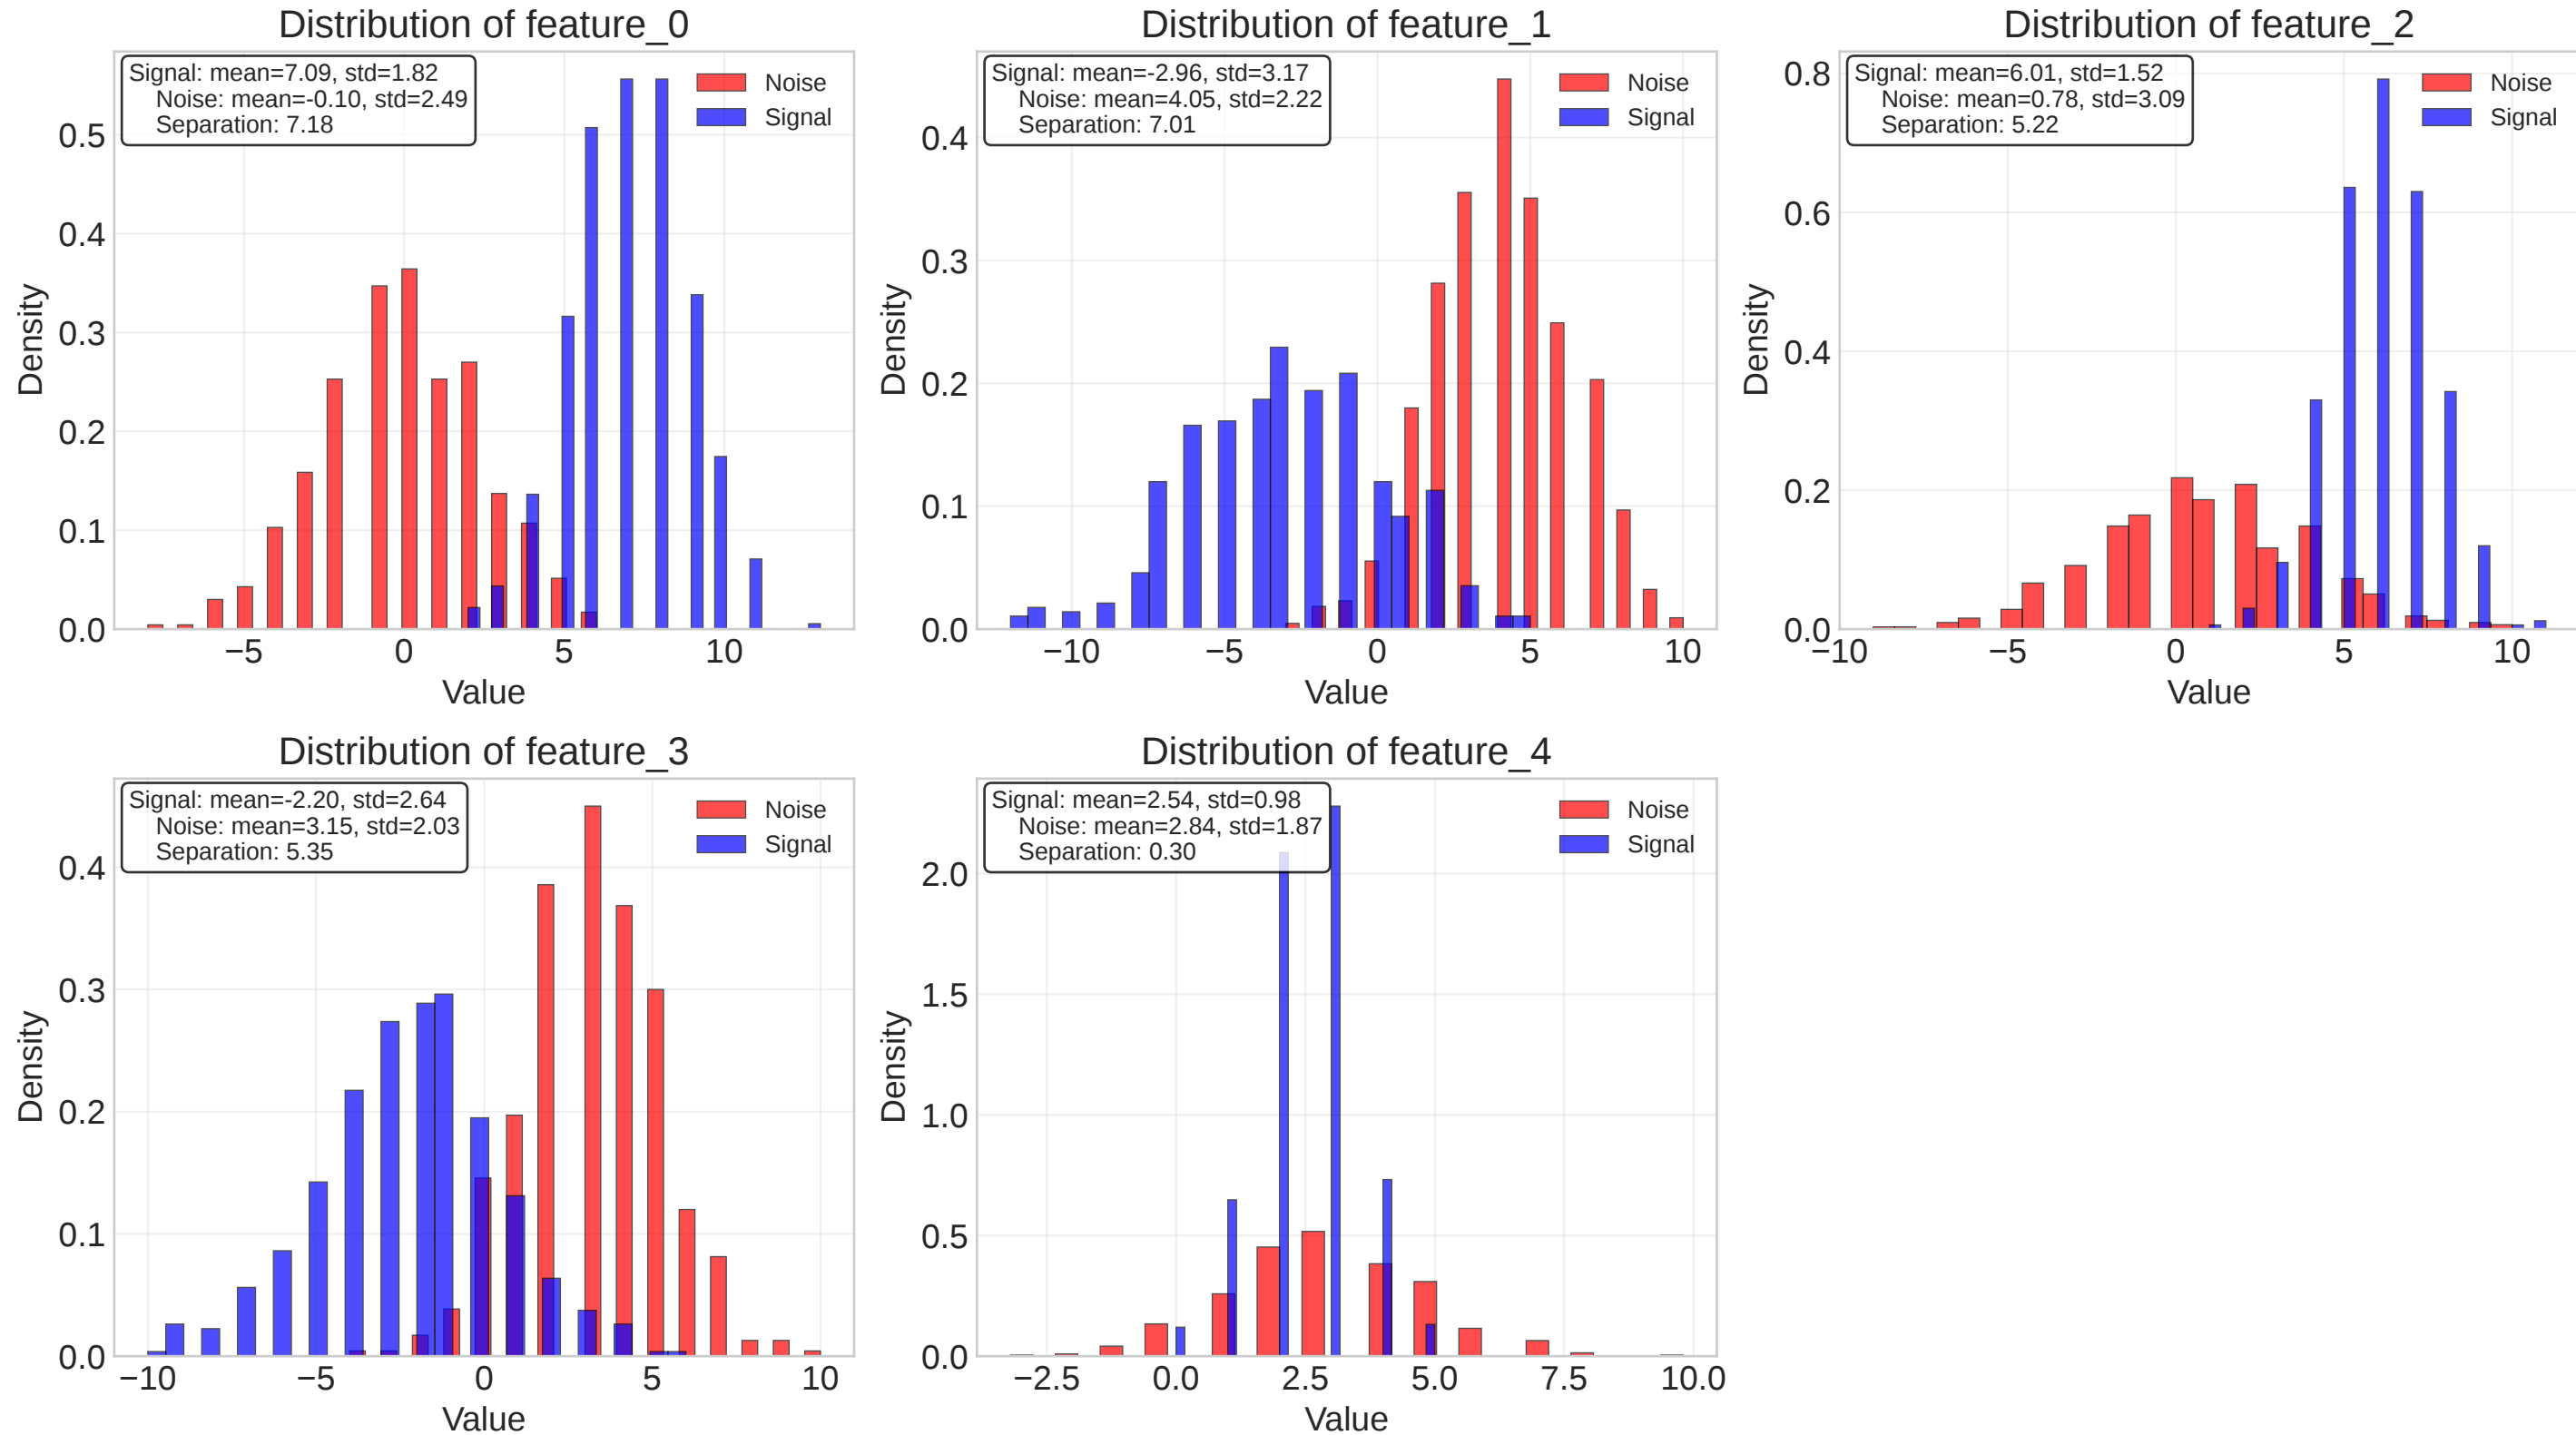 Distribution of feature_0
Signal: mean=7.09, std=1.82
Noise: mean=-0.10, std=2.49
Separation: 7.18
Noise
Signal
Density
0.5
0.4
0.3
0.2
0.1
0.0
−5
0
5
10
Value
Distribution of feature_1
Signal: mean=-2.96, std=3.17
Noise: mean=4.05, std=2.22
Separation: 7.01
Noise
Signal
Density
0.4
0.3
0.2
0.1
0.0
−10
−5
0
5
10
Value
Distribution of feature_2
Signal: mean=6.01, std=1.52
Noise: mean=0.78, std=3.09
Separation: 5.22
Noise
Signal
Density
0.8
0.6
0.4
0.2
0.0
−10
−5
0
5
10
Value
Distribution of feature_3
Signal: mean=-2.20, std=2.64
Noise: mean=3.15, std=2.03
Separation: 5.35
Noise
Signal
Density
0.4
0.3
0.2
0.1
0.0
−10
−5
0
5
10
Value
Distribution of feature_4
Signal: mean=2.54, std=0.98
Noise: mean=2.84, std=1.87
Separation: 0.30
Noise
Signal
Density
2.0
1.5
1.0
0.5
0.0
−2.5
0.0
2.5
5.0
7.5
10.0
Value